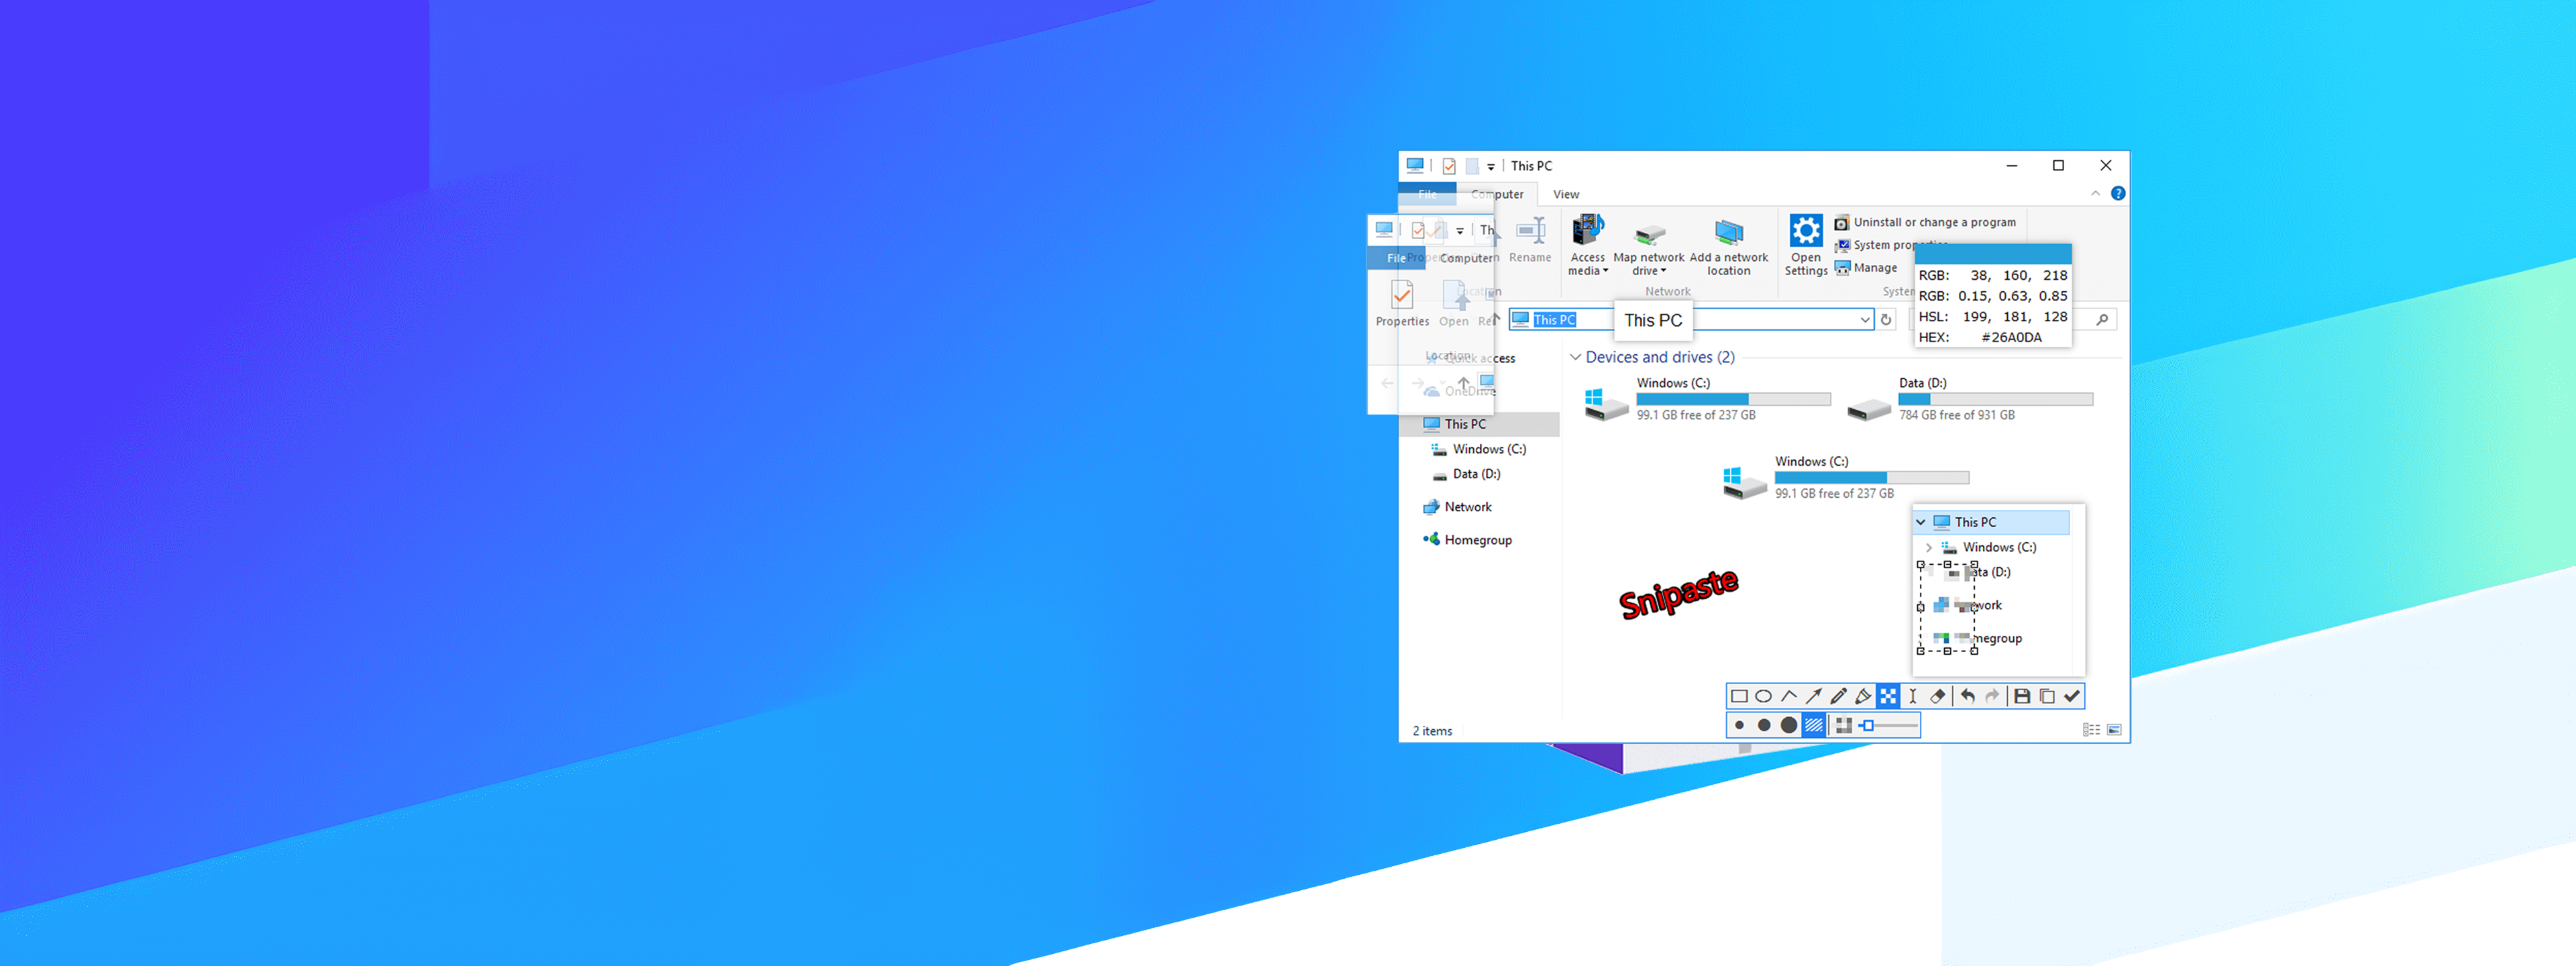 This PC
File
Computer
View
Th
File
Computer
Properties
Open
Location
Rename
Access media
Map network drive
Add a network location
Network
Open Settings
Uninstall or change a program
System
Manage
RGB: 38, 160, 218
RGB: 0.15, 0.63, 0.85
HSL: 199, 181, 128
HEX: #26A0DA
This PC
This PC
Quick access
OneDrive
This PC
Windows (C:)
Data (D:)
Network
Homegroup
Devices and drives (2)
Windows (C:)
99.1 GB free of 237 GB
Data (D:)
784 GB free of 931 GB
Windows (C:)
99.1 GB free of 237 GB
This PC
Windows (C:)
ata (D:)
work
megroup
Snipaste
2 items